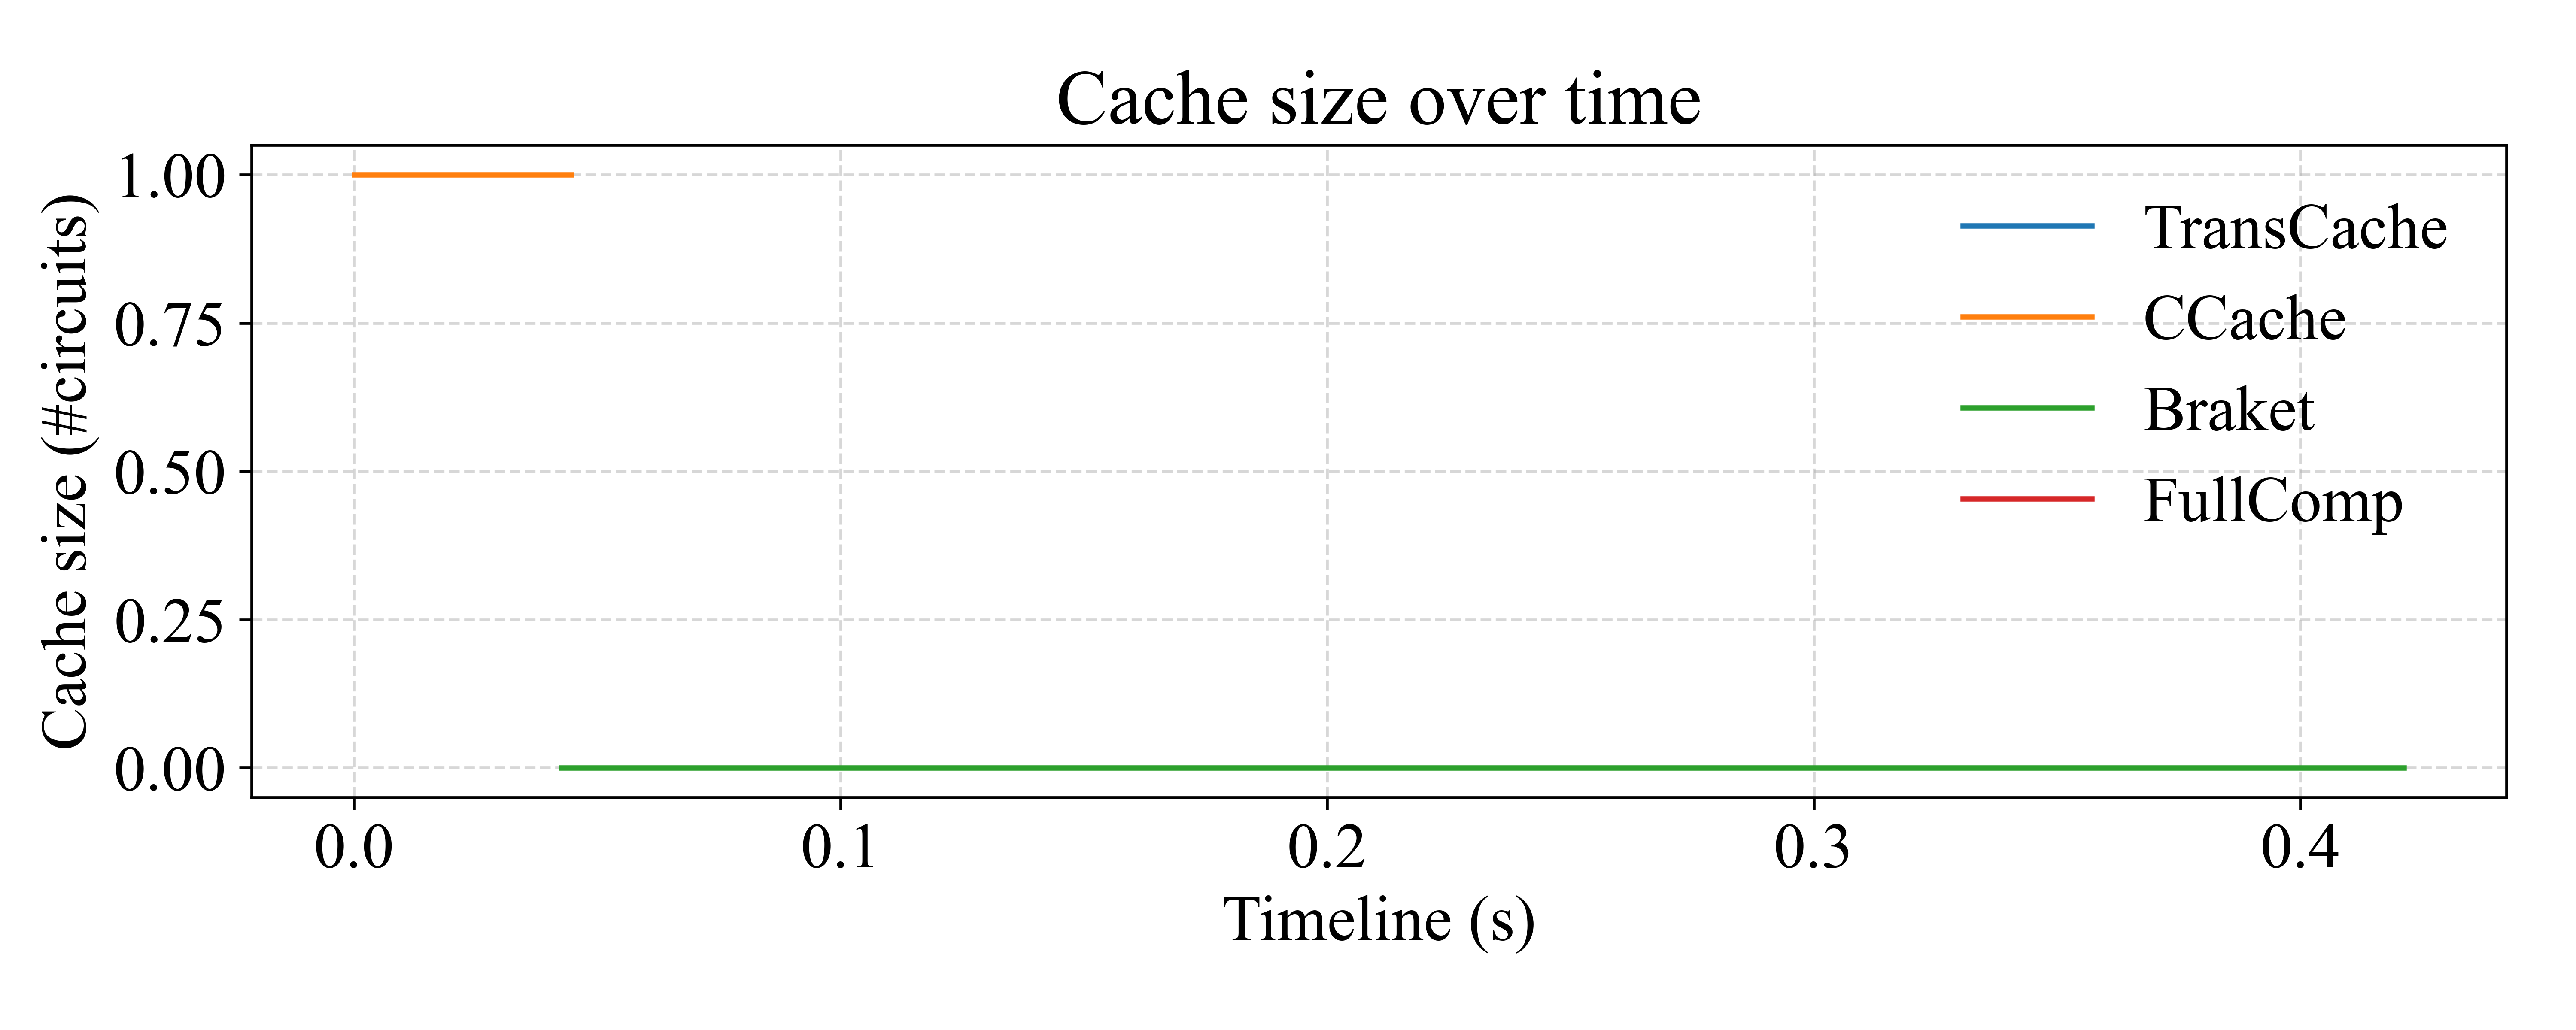 Cache size over time
Cache size (#circuits)
1.00
0.75
0.50
0.25
0.00
TransCache
CCache
Braket
FullComp
0.0 0.1 0.2 0.3 0.4
Timeline (s)